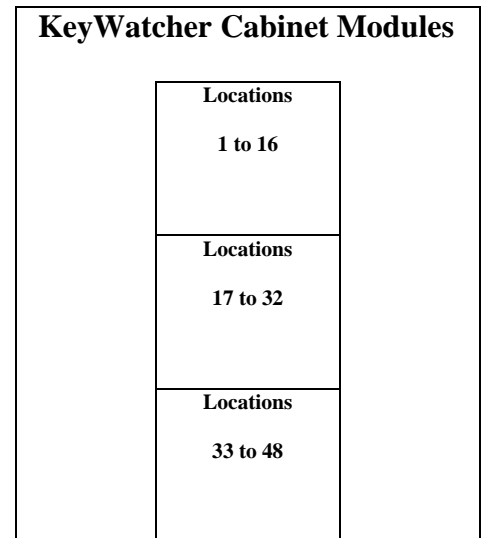 KeyWatcher Cabinet Modules
Locations
1 to 16
Locations
17 to 32
Locations
33 to 48